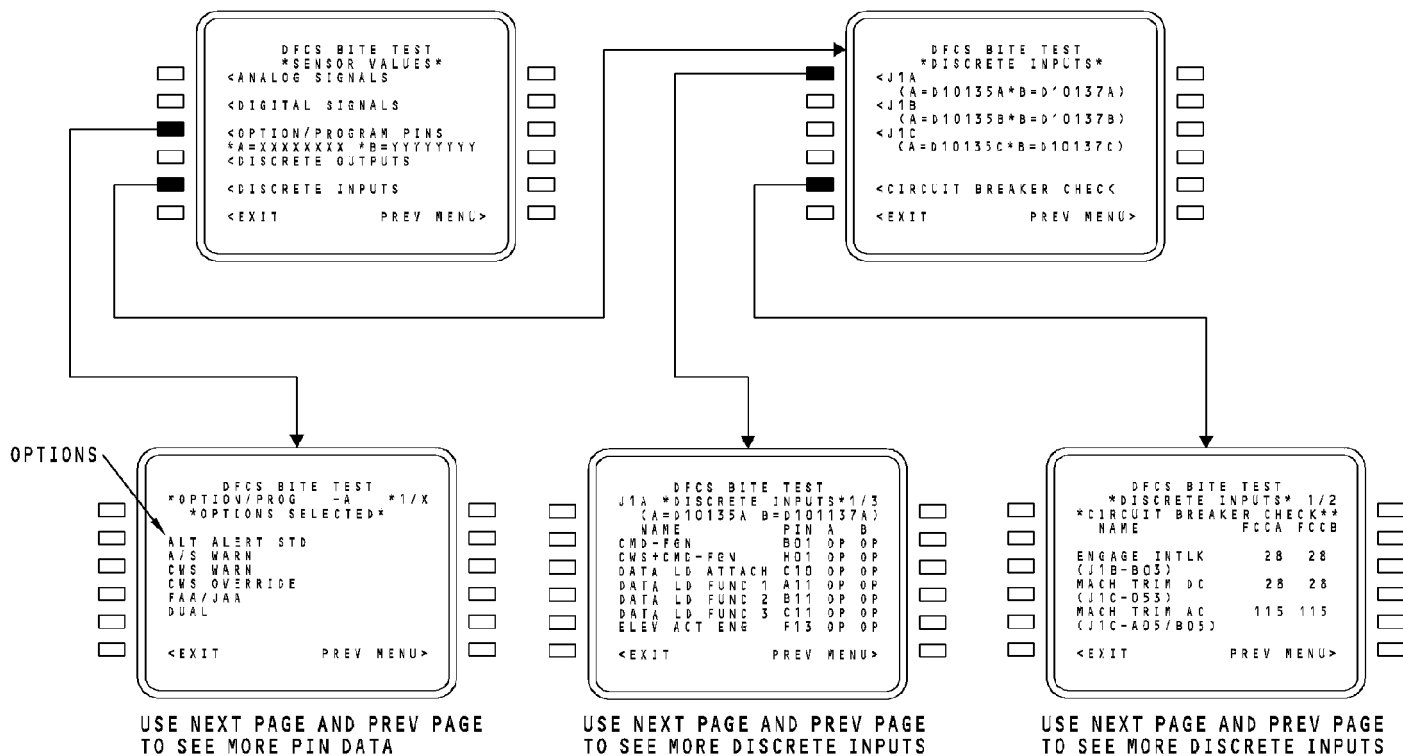 DFCS BITE TEST
*SENSOR VALUES*
<ANALOG SIGNALS
<DIGITAL SIGNALS
<OPTION/PROGRAM PINS
*A=XXXXXXXX *B=YYYYYYYY
<DISCRETE OUTPUTS
<DISCRETE INPUTS
<EXIT PREV MENU>
DFCS BITE TEST
*DISCRETE INPUTS*
<J1A
(A=D10135A*B=D10137A)
<J1B
(A=D10135B*B=D10137B)
<J1C
(A=D10135C*B=D10137C)
<CIRCUIT BREAKER CHECK
<EXIT PREV MENU>
OPTIONS
DFCS BITE TEST
*OPTION/PROG -A *1/X
*OPTIONS SELECTED*
ALT ALERT STD
A/S WARN
CWS WARN
CWS OVERRIDE
FAA/JAA
DUAL
<EXIT PREV MENU>
USE NEXT PAGE AND PREV PAGE
TO SEE MORE PIN DATA
DFCS BITE TEST
J1A *DISCRETE INPUTS*1/3
(A=D10135A B=D101137A)
NAME PIN A B
CMD-FGN B01 OP OP
CWS+CMD-FGN H01 OP OP
DATA LD ATTACH C10 OP OP
DATA LD FUNC 1 A11 OP OP
DATA LD FUNC 2 B11 OP OP
DATA LD FUNC 3 C11 OP OP
ELEV ACT ENG F13 OP OP
<EXIT PREV MENU>
USE NEXT PAGE AND PREV PAGE
TO SEE MORE DISCRETE INPUTS
DFCS BITE TEST
*DISCRETE INPUTS* 1/2
*CIRCUIT BREAKER CHECK**
NAME FCCA FCCB
ENGAGE INTLK 28 28
(J1B-B03)
MACH TRIM DC 28 28
(J1C-D53)
MACH TRIM AC 115 115
(J1C-A05/B05)
<EXIT PREV MENU>
USE NEXT PAGE AND PREV PAGE
TO SEE MORE DISCRETE INPUTS